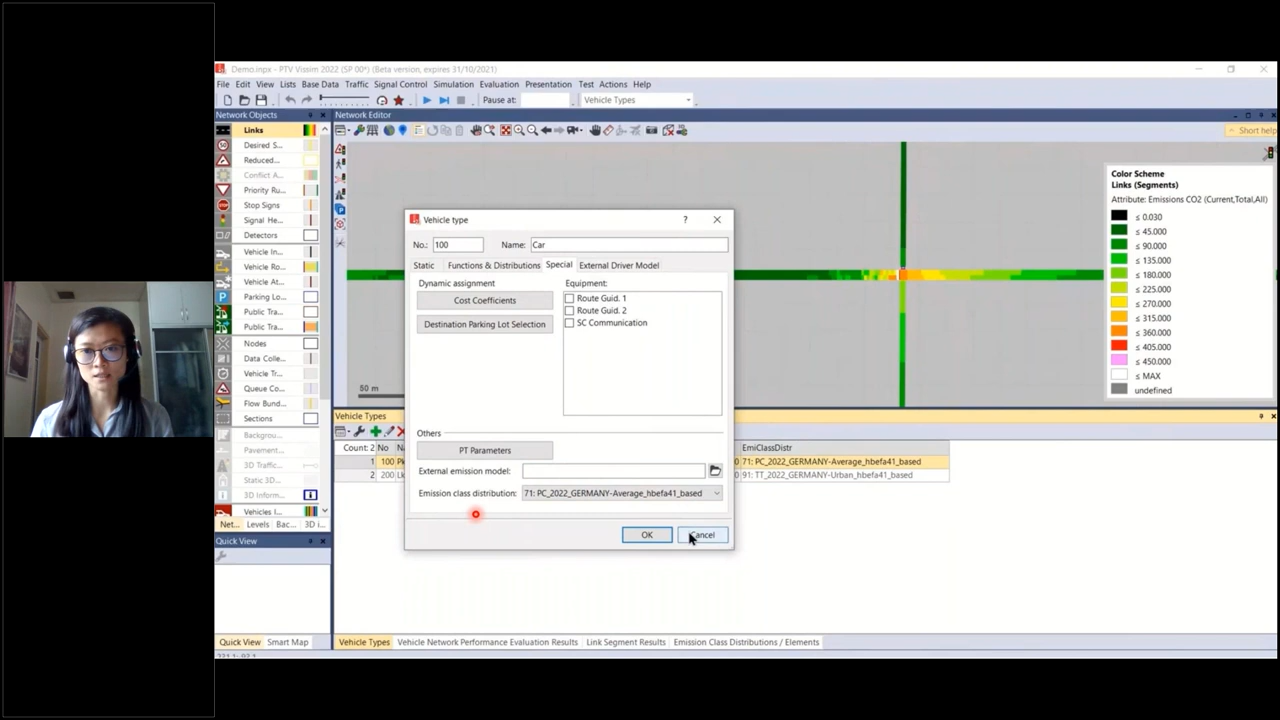 Demo.inpx - PTV Vissim 2022 (SP 00*) (Beta version, expires 31/10/2021)
File Edit View Lists Base Data Traffic Signal Control Simulation Evaluation Presentation Test Actions Help
Pause at: Vehicle Types
Network Objects
Network Editor
Links
Short help
Desired S...
Reduced...
Conflict A...
Priority Ru...
Stop Signs
Signal He...
Detectors
Vehicle In...
Vehicle Ro...
Vehicle At...
Parking Lo...
Public Tra...
Public Tra...
Nodes
Data Colle...
Vehicle Tr...
Queue Co...
Flow Bund...
Sections
Backgrou...
Pavement...
3D Traffic...
Static 3D...
3D Inform...
Vehicles I...
Net... Levels Bac... 3D i...
Quick View
Quick View Smart Map
Color Scheme
Links (Segments)
Attribute: Emissions CO2 (Current,Total,All)
≤ 0.030
≤ 45.000
≤ 90.000
≤ 135.000
≤ 180.000
≤ 225.000
≤ 270.000
≤ 315.000
≤ 360.000
≤ 405.000
≤ 450.000
≤ MAX
undefined
50 m
Vehicle type
?
No.: 100 Name: Car
Static Functions & Distributions Special External Driver Model
Dynamic assignment
Cost Coefficients
Destination Parking Lot Selection
Equipment:
Route Guid. 1
Route Guid. 2
SC Communication
Others
PT Parameters
External emission model:
Emission class distribution: 71: PC_2022_GERMANY-Average_hbefa41_based
OK Cancel
Vehicle Types
Count: 2 No EmiClassDistr
1 100 0 71: PC_2022_GERMANY-Average_hbefa41_based
2 200 0 91: TT_2022_GERMANY-Urban_hbefa41_based
Vehicle Types Vehicle Network Performance Evaluation Results Link Segment Results Emission Class Distributions / Elements